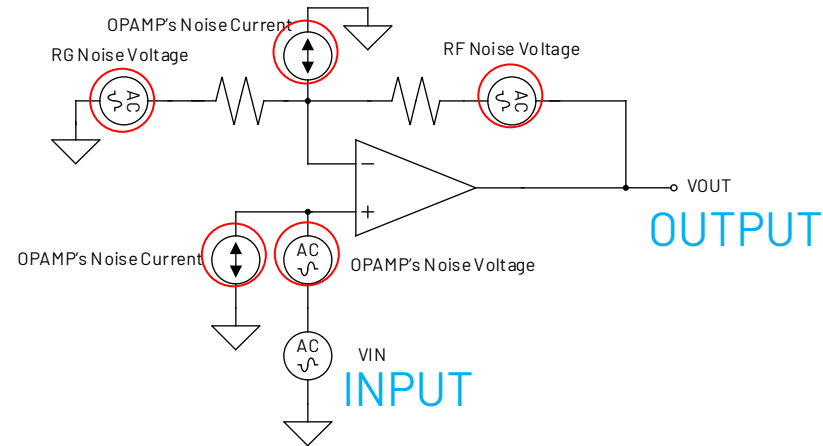 OPAMP's Noise Current
RG Noise Voltage
RF Noise Voltage
AC
AC
VOUT
OUTPUT
OPAMP's Noise Current
AC
OPAMP's Noise Voltage
AC
VIN
INPUT